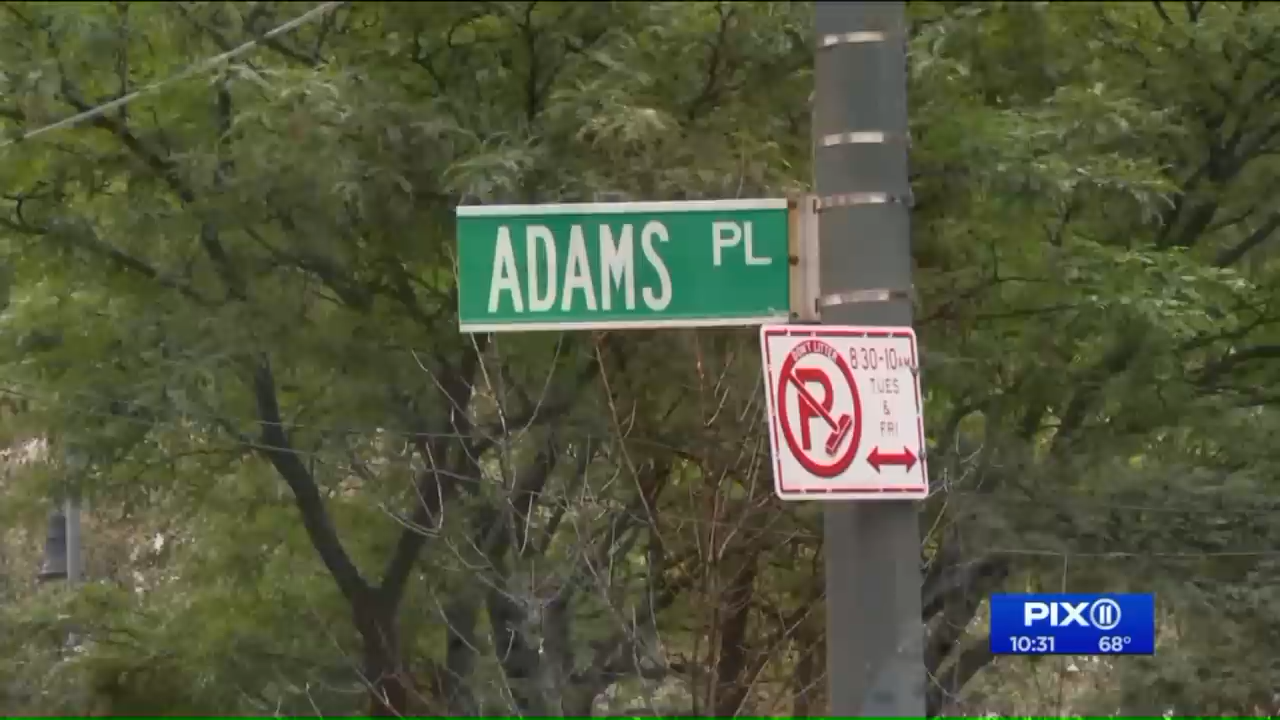 ADAMS PL
DON'T LITTER
8:30-10AM
TUES
&
FRI
P
PIX11
10:31 68°